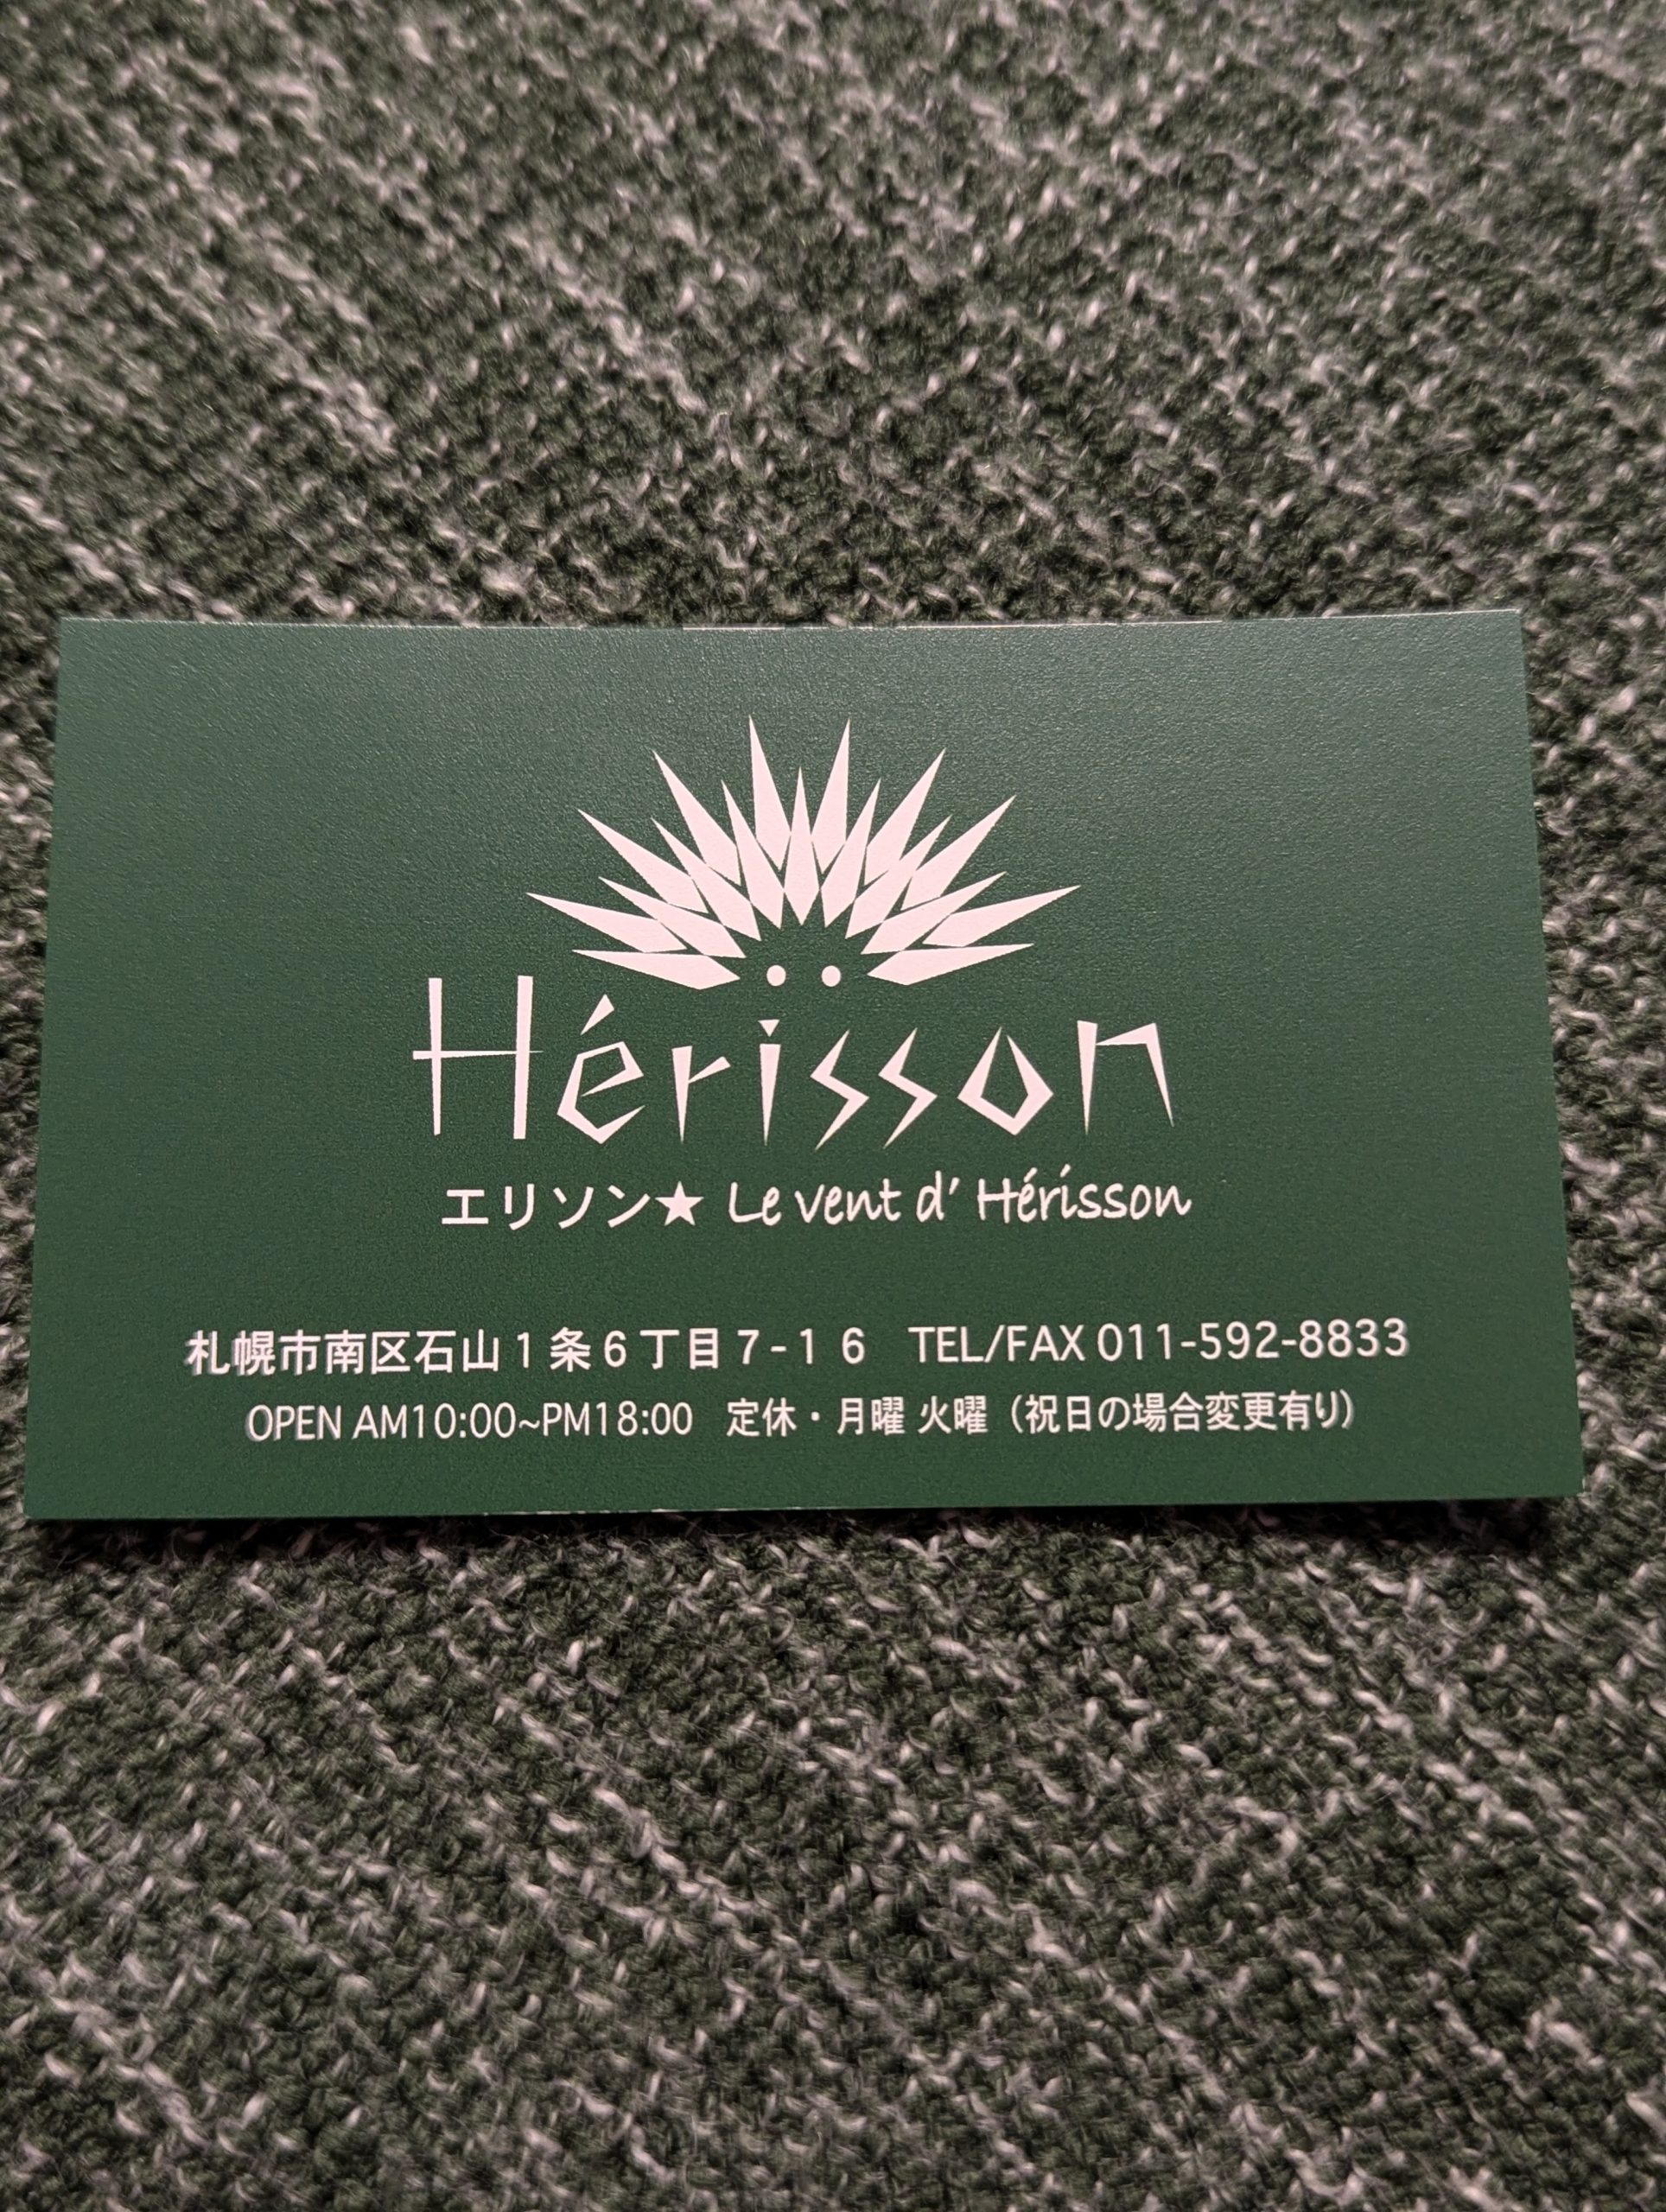 Hérisson
エリソン★ Le vent d' Hérisson
札幌市南区石山1条6丁目7-16 TEL/FAX 011-592-8833
OPEN AM10:00~PM18:00 定休・月曜 火曜（祝日の場合変更有り）